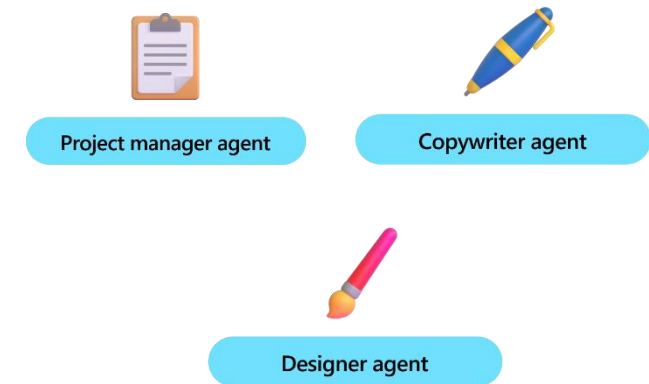 Project manager agent
Copywriter agent
Designer agent